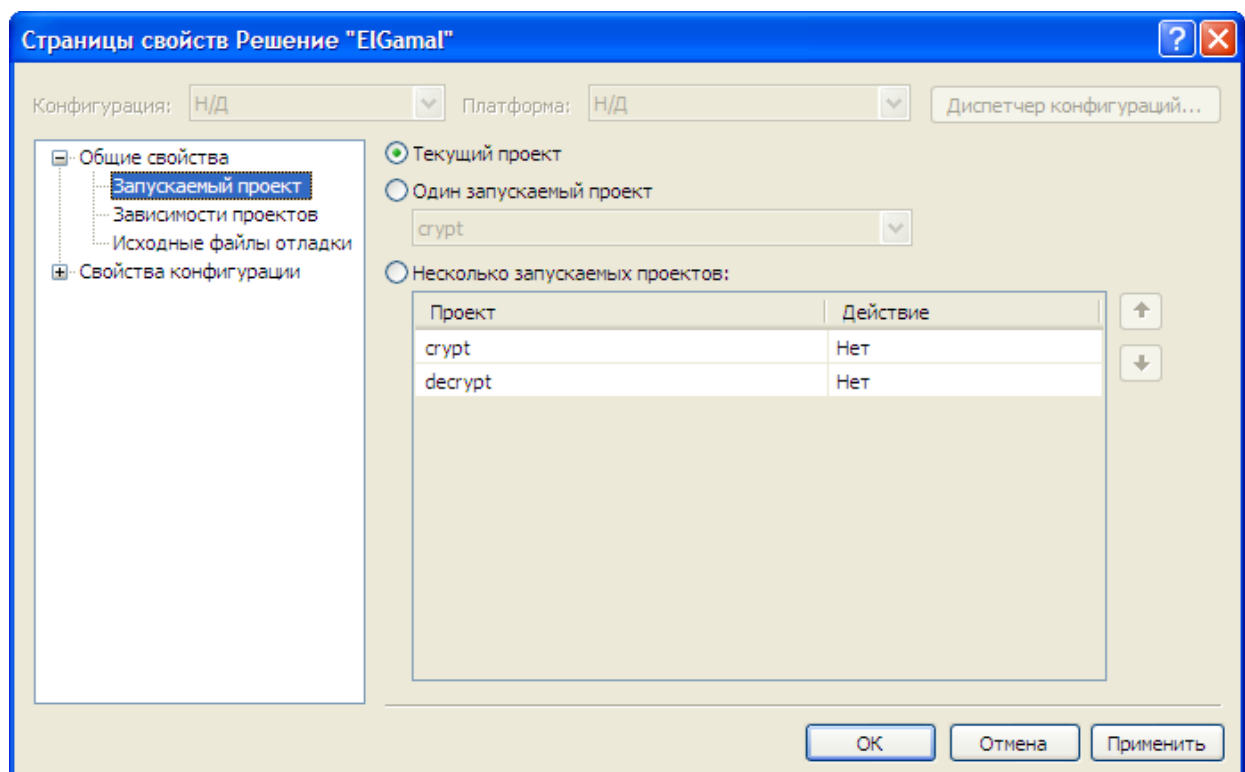 Страницы свойств Решение "ElGamal"
Конфигурация: Н/Д Платформа: Н/Д Диспетчер конфигураций...
Общие свойства
Запускаемый проект
Зависимости проектов
Исходные файлы отладки
Свойства конфигурации
Текущий проект
Один запускаемый проект
crypt
Несколько запускаемых проектов:
Проект Действие
crypt Нет
decrypt Нет
ОК Отмена Применить